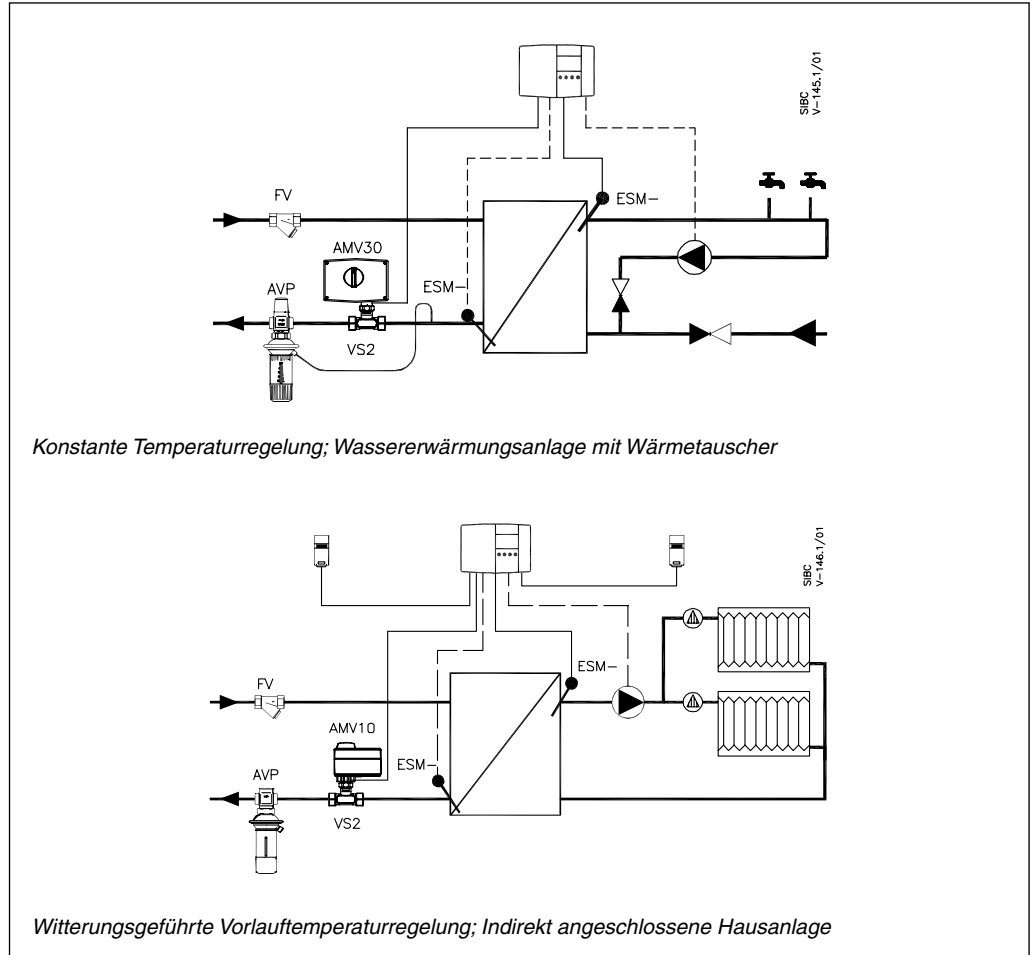 SIBC
V-145.1/01
FV
ESM-
AMV30
AVP
ESM-
VS2
Konstante Temperaturregelung; Wassererwärmungsanlage mit Wärmetauscher
SIBC
V-146.1/01
ESM-
FV
AMV10
ESM-
AVP
VS2
Witterungsgeführte Vorlauftemperaturregelung; Indirekt angeschlossene Hausanlage